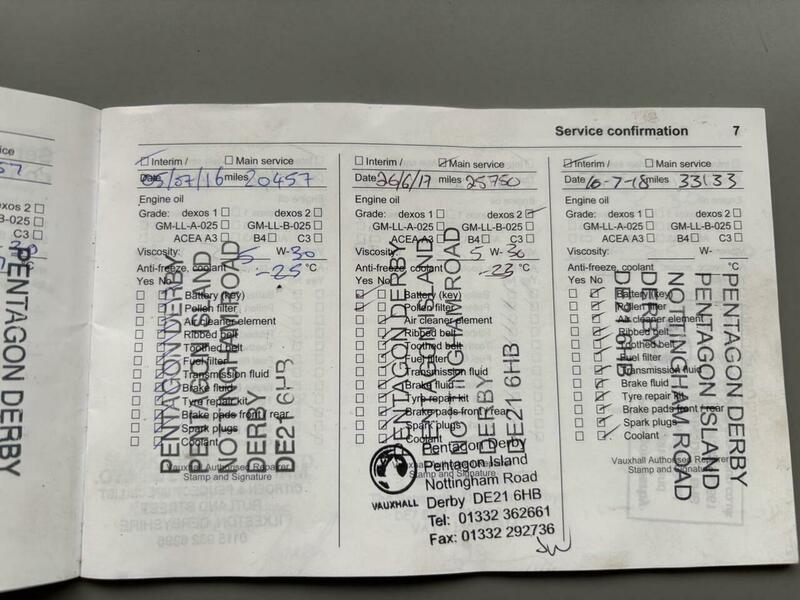 Service confirmation 7
Interim / Main service
Date 05/07/16 miles 20457
Engine oil
Grade: dexos 1 dexos 2
GM-LL-A-025 GM-LL-B-025
ACEA A3 B4 C3
Viscosity: 5 W-30
Anti-freeze, coolant -25 °C
Yes No
Battery (key)
Pollen filter
Air cleaner element
Ribbed belt
Toothed belt
Fuel filter
Transmission fluid
Brake fluid
Tyre repair kit
Brake pads front / rear
Spark plugs
Coolant
Vauxhall Authorised Repairer
Stamp and Signature
PENTAGON DERBY
PENTAGON ISLAND
NOTTINGHAM ROAD
DERBY
DE21 6HB
Interim / Main service
Date 26/6/17 miles 25750
Engine oil
Grade: dexos 1 dexos 2
GM-LL-A-025 GM-LL-B-025
ACEA A3 B4 C3
Viscosity: 5 W-30
Anti-freeze, coolant -23 °C
Yes No
Battery (key)
Pollen filter
Air cleaner element
Ribbed belt
Toothed belt
Fuel filter
Transmission fluid
Brake fluid
Tyre repair kit
Brake pads front / rear
Spark plugs
Coolant
PENTAGON DERBY
PENTAGON ISLAND
NOTTINGHAM ROAD
DERBY
DE21 6HB
VAUXHALL
Pentagon Derby
Pentagon Island
Nottingham Road
Derby DE21 6HB
Tel: 01332 362661
Fax: 01332 292736
Interim / Main service
Date 16-7-18 miles 33133
Engine oil
Grade: dexos 1 dexos 2
GM-LL-A-025 GM-LL-B-025
ACEA A3 B4 C3
Viscosity: W-
Anti-freeze, coolant °C
Yes No
Battery (key)
Pollen filter
Air cleaner element
Ribbed belt
Toothed belt
Fuel filter
Transmission fluid
Brake fluid
Tyre repair kit
Brake pads front / rear
Spark plugs
Coolant
Vauxhall Authorised Repairer
Stamp and Signature
PENTAGON DERBY
PENTAGON ISLAND
NOTTINGHAM ROAD
DERBY
DE21 6HB
PENTAGON DERBY